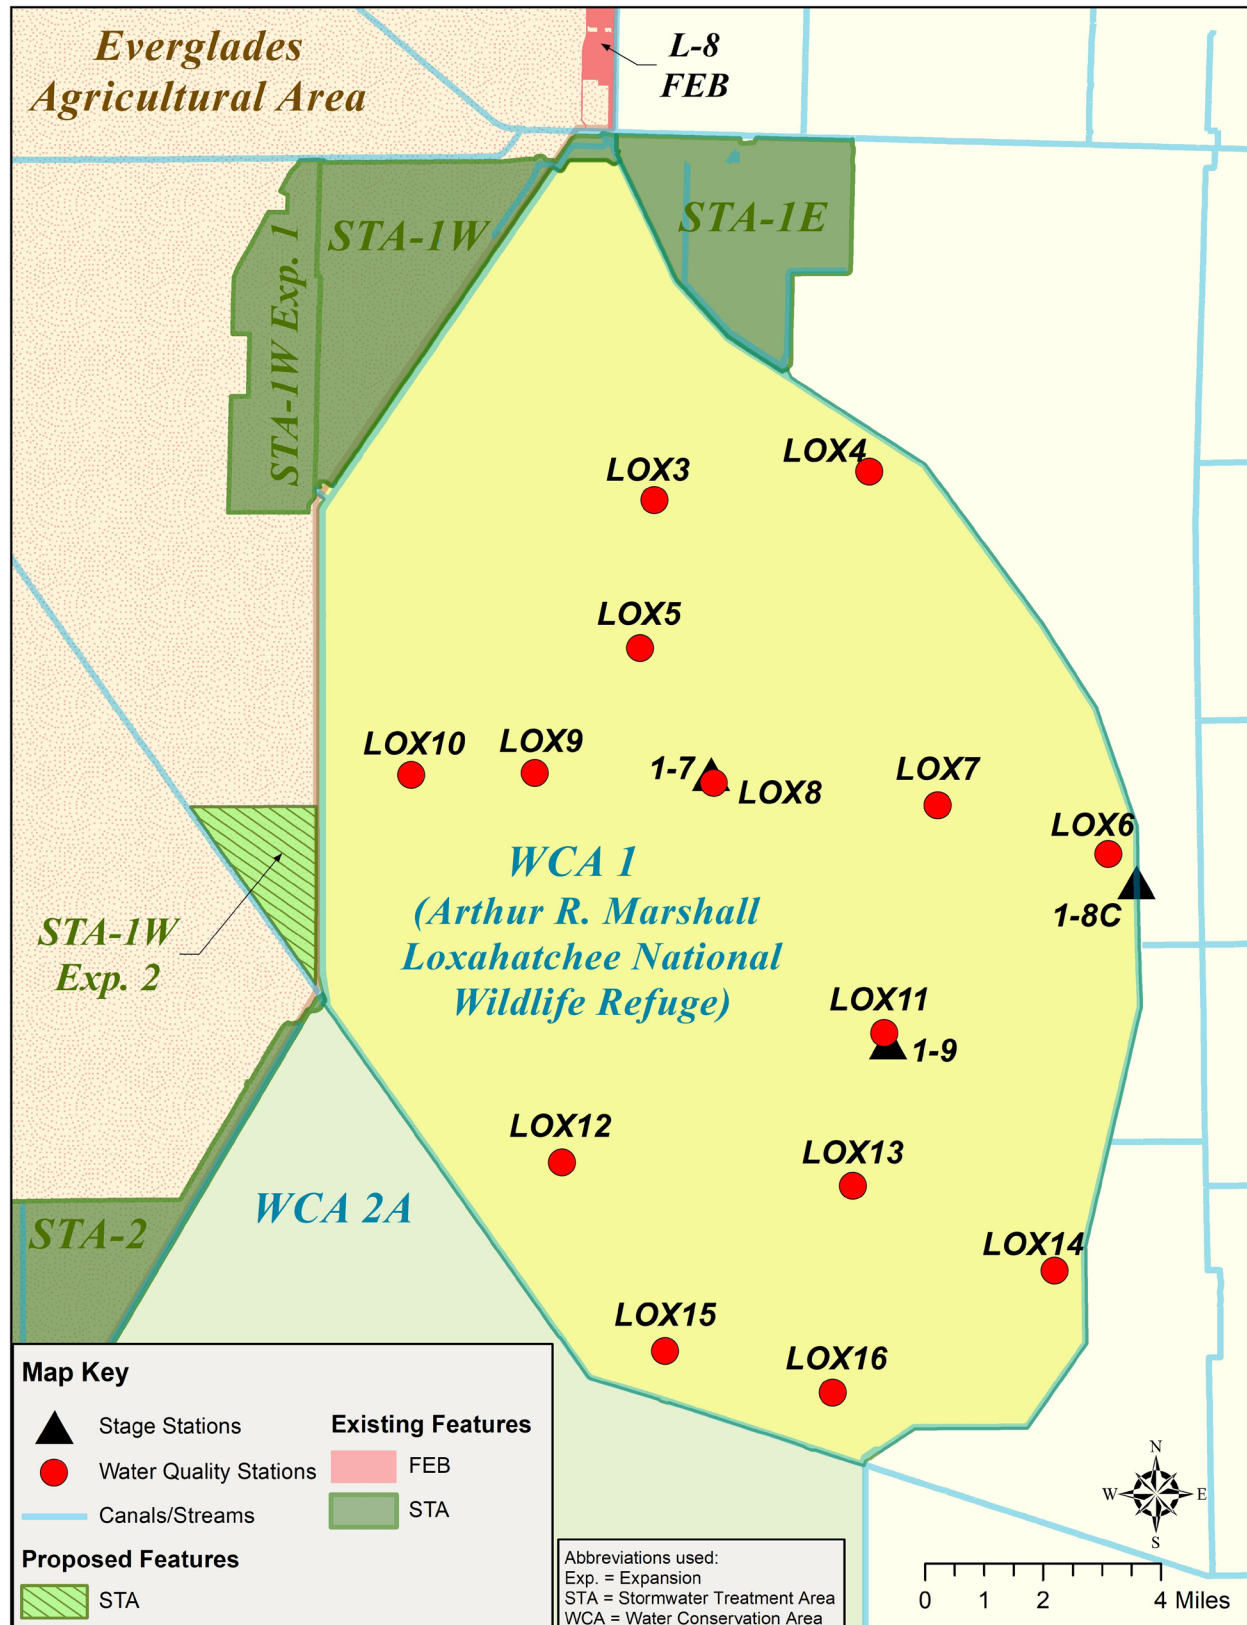 Everglades
Agricultural Area
L-8
FEB
STA-1W
STA-1E
STA-1W Exp. 1
LOX3
LOX4
LOX5
LOX10
LOX9
1-7
LOX8
LOX7
LOX6
1-8C
WCA 1
(Arthur R. Marshall
Loxahatchee National
Wildlife Refuge)
STA-1W
Exp. 2
LOX11
1-9
LOX12
LOX13
WCA 2A
STA-2
LOX14
LOX15
LOX16
Map Key
Stage Stations
Water Quality Stations
Canals/Streams
Proposed Features
STA
Existing Features
FEB
STA
Abbreviations used:
Exp. = Expansion
STA = Stormwater Treatment Area
WCA = Water Conservation Area
N
W E
S
0 1 2 4 Miles